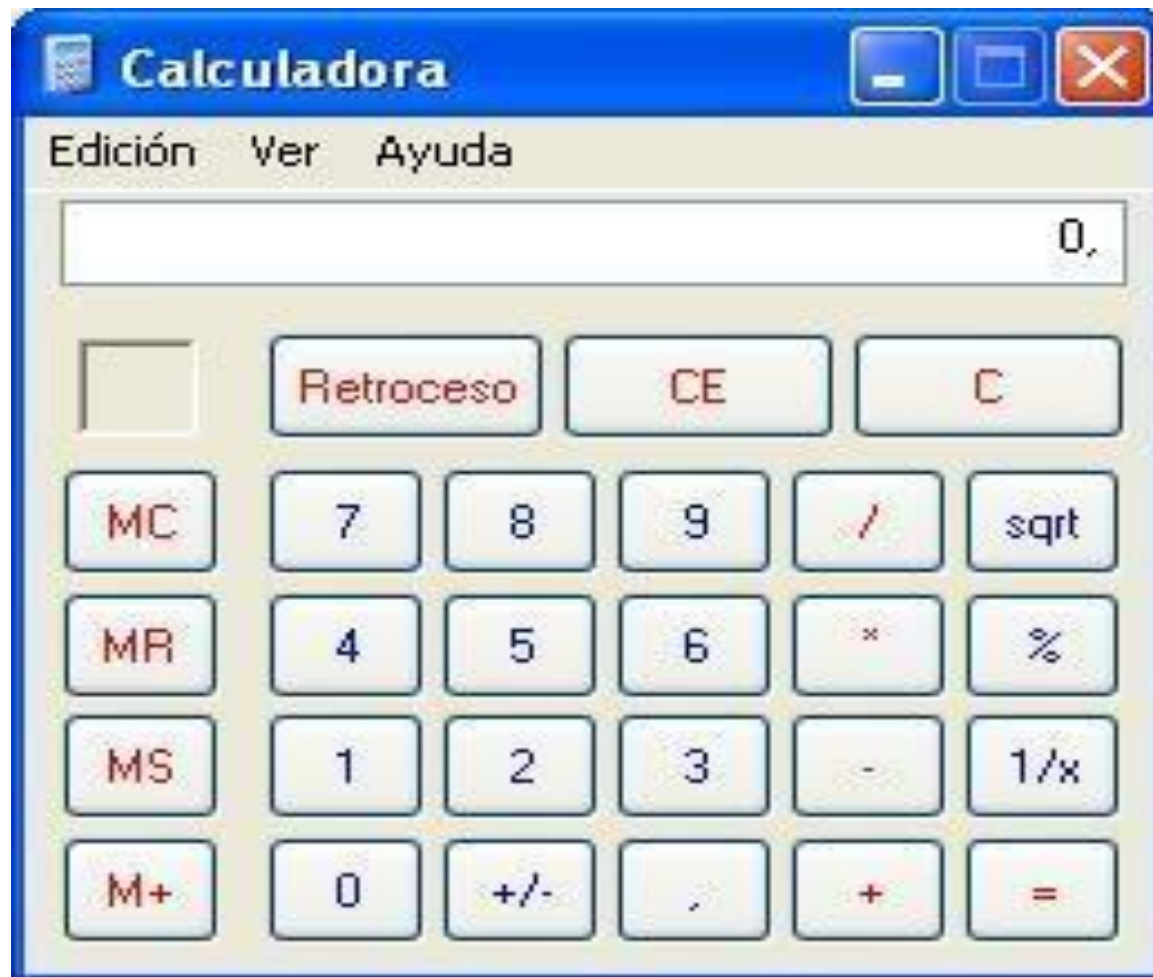 Calculadora
Edición Ver Ayuda
0,
Retroceso CE C
MC 7 8 9 / sqrt
MR 4 5 6 * %
MS 1 2 3 - 1/x
M+ 0 +/- , + =